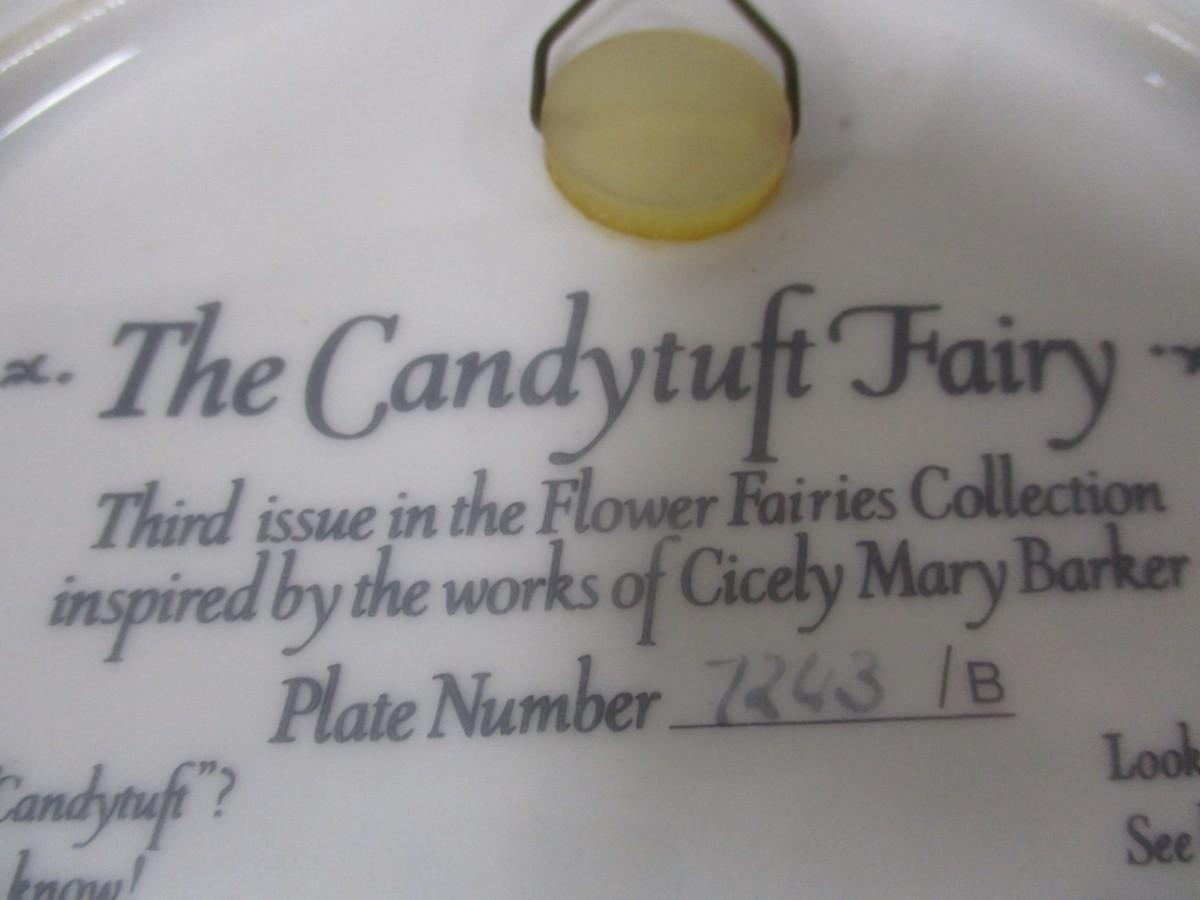 The Candytuft Fairy
Third issue in the Flower Fairies Collection
inspired by the works of Cicely Mary Barker
Plate Number 7243 /B
Candytuft"?
know!
Look
See